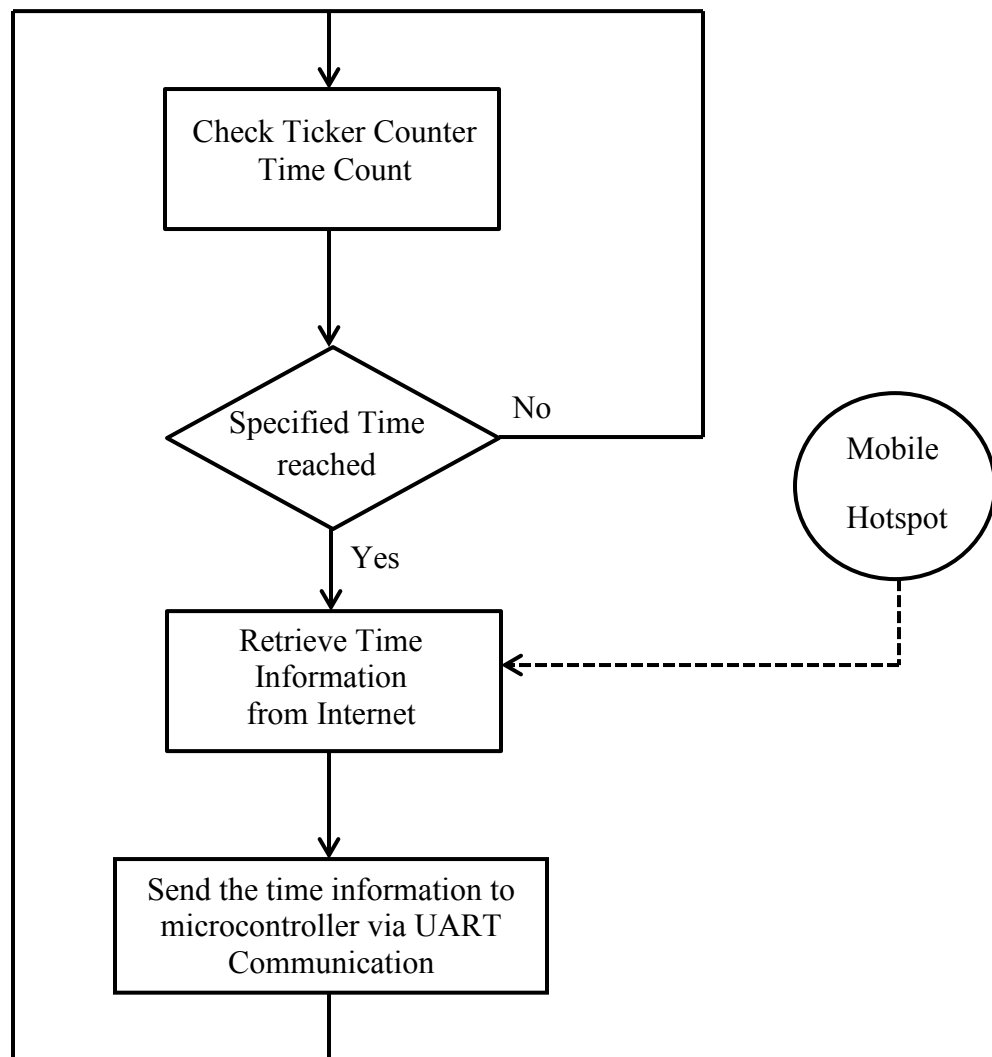 Check Ticker Counter
Time Count
Specified Time
reached
No
Mobile
Hotspot
Yes
Retrieve Time
Information
from Internet
Send the time information to
microcontroller via UART
Communication